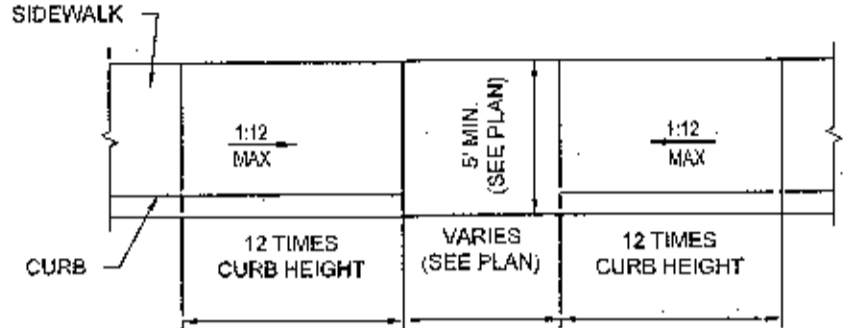 SIDEWALK
1:12
MAX
5' MIN.
(SEE PLAN)
1:12
MAX
CURB
12 TIMES
CURB HEIGHT
VARIES
(SEE PLAN)
12 TIMES
CURB HEIGHT